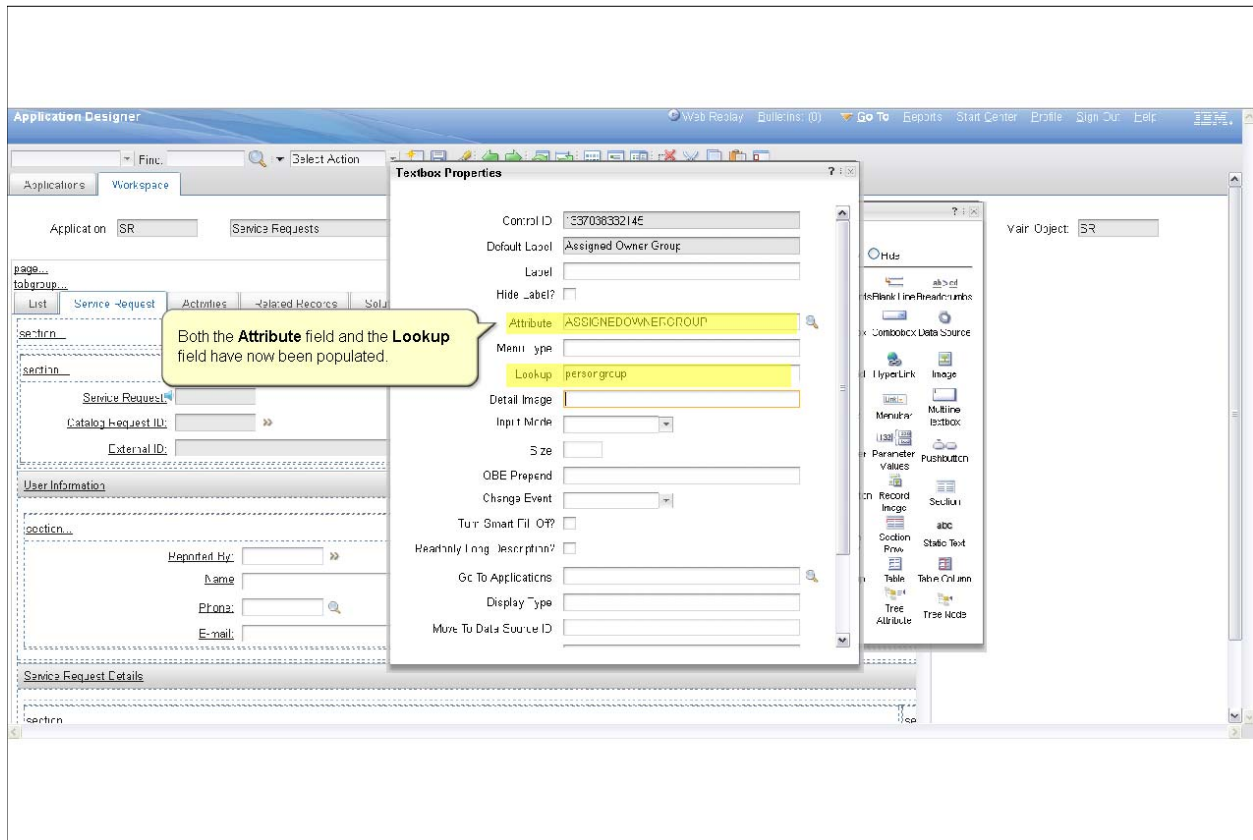 Application Designer
Web Replay Bulletins: (0) Go To Reports Start Center Profile Sign Out Help IBM.
Find: Select Action
Applications Workspace
Application SR Service Requests Main Object: SR
page...
tabgroup...
List Service Request Activities Related Records
section...
section...
Service Request:
Catalog Request ID:
External ID:
User Information
section...
Reported By:
Name
Phone:
E-mail:
Service Request Details
section
Both the Attribute field and the Lookup
field have now been populated.
Textbox Properties
Control ID 1337038332145
Default Label Assigned Owner Group
Label
Hide Label?
Attribute ASSIGNEDOWNERGROUP
Menu Type
Lookup persongroup
Detail Image
Input Mode
Size
OBE Prepend
Change Event
Turn Smart Fill Off?
Readonly Long Description?
Go To Applications
Display Type
Move To Data Source ID
Hide
Blank Line Breadcrumbs
Combobox Data Source
HyperLink Image
Menubar Multiline
textbox
Parameter
Values Pushbutton
Record
Image Section
Section
Row Static Text
Table Table Column
Tree
Attribute Tree Node